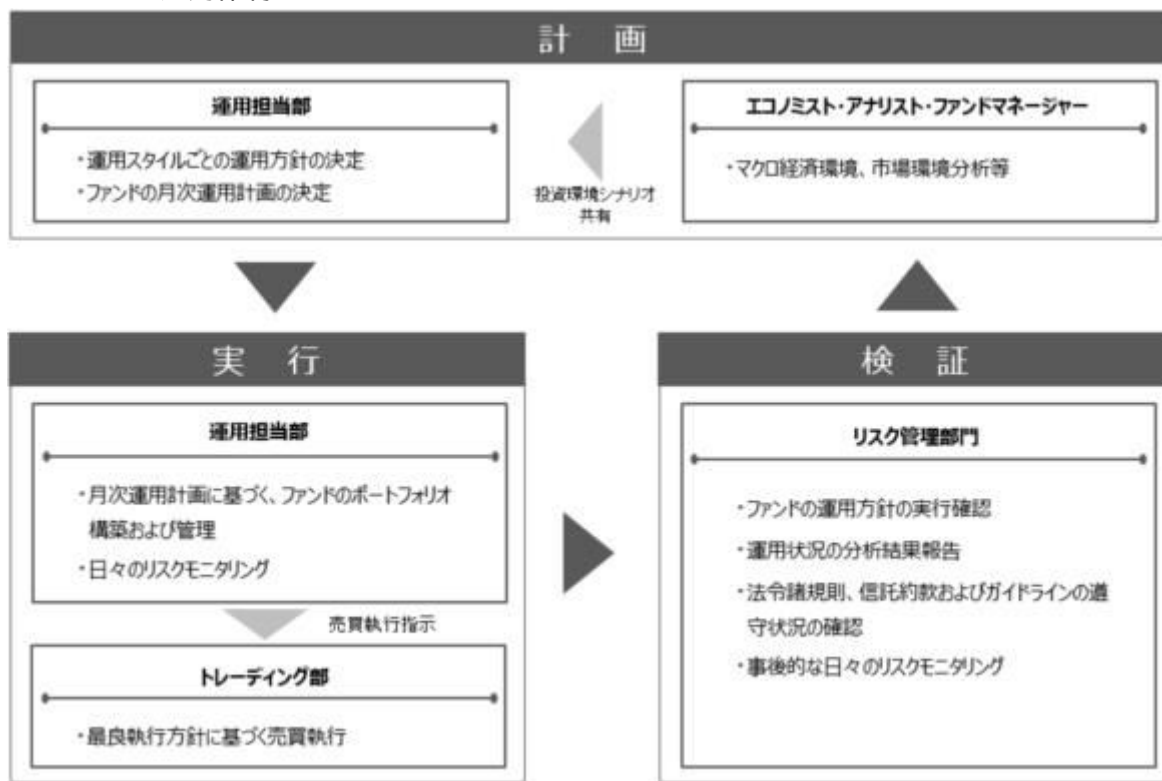 計 画
運用担当部
・運用スタイルごとの運用方針の決定
・ファンドの月次運用計画の決定
投資環境シナリオ
共有
エコノミスト・アナリスト・ファンドマネージャー
・マクロ経済環境、市場環境分析等
実 行
運用担当部
・月次運用計画に基づく、ファンドのポートフォリオ
構築および管理
・日々のリスクモニタリング
売買執行指示
トレーディング部
・最良執行方針に基づく売買執行
検 証
リスク管理部門
・ファンドの運用方針の実行確認
・運用状況の分析結果報告
・法令諸規則、信託約款およびガイドラインの遵
守状況の確認
・事後的な日々のリスクモニタリング